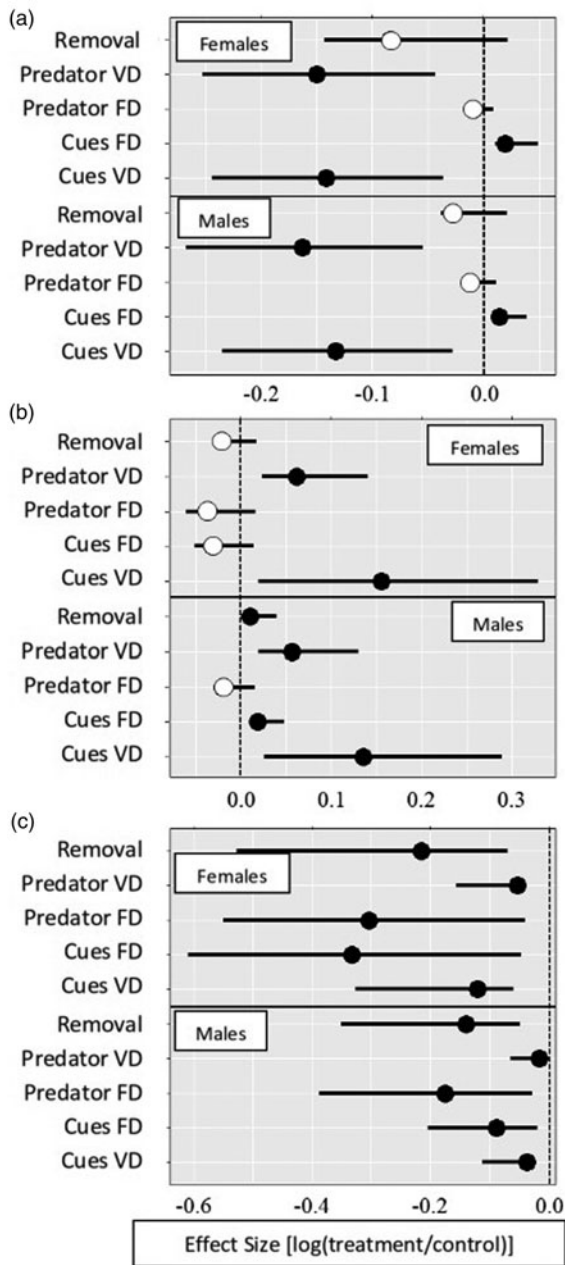 (a)
Females
Removal
Predator VD
Predator FD
Cues FD
Cues VD
Males
Removal
Predator VD
Predator FD
Cues FD
Cues VD
-0.2 -0.1 0.0
(b)
Females
Removal
Predator VD
Predator FD
Cues FD
Cues VD
Males
Removal
Predator VD
Predator FD
Cues FD
Cues VD
0.0 0.1 0.2 0.3
(c)
Females
Removal
Predator VD
Predator FD
Cues FD
Cues VD
Males
Removal
Predator VD
Predator FD
Cues FD
Cues VD
-0.6 -0.4 -0.2 0.0
Effect Size [log(treatment/control)]